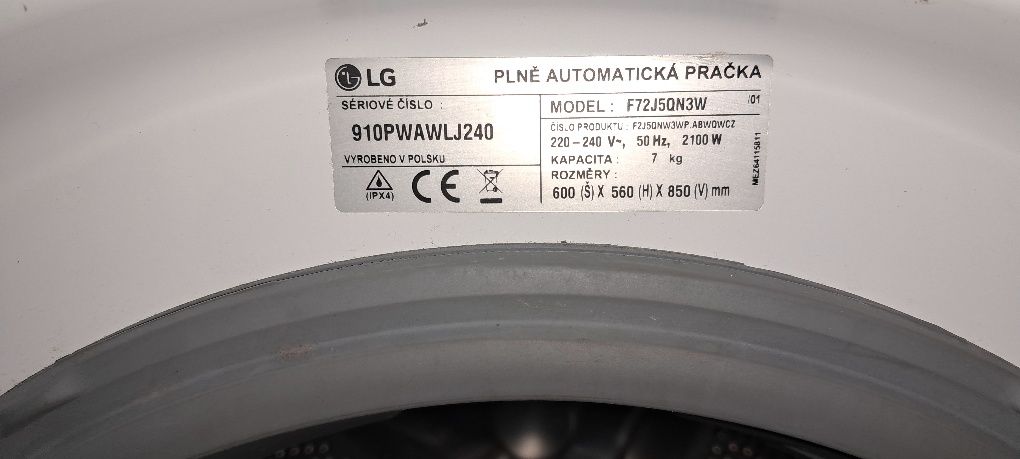 LG
PLNĚ AUTOMATICKÁ PRAČKA
SÉRIOVÉ ČÍSLO :
910PWAWLJ240
VYROBENO V POLSKU
(IPX4)
CE
MODEL : F72J5QN3W /01
ČÍSLO PRODUKTU : F2J5QNW3WP.ABWQWCZ
220-240 V~, 50 Hz, 2100 W
KAPACITA : 7 kg
ROZMĚRY :
600 (Š) X 560 (H) X 850 (V) mm
MEZ64115811